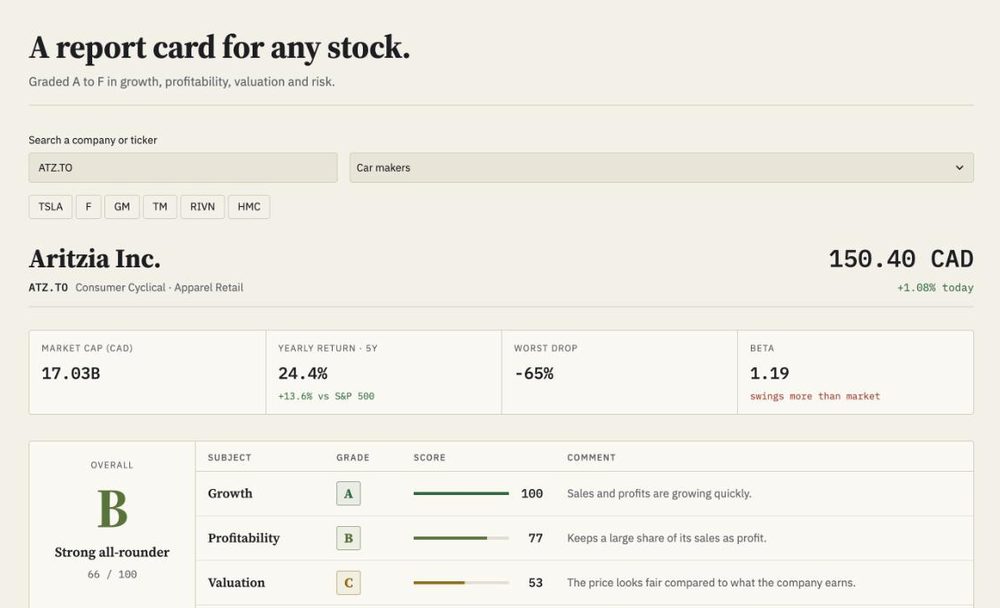 A report card for any stock.
Graded A to F in growth, profitability, valuation and risk.
Search a company or ticker
ATZ.TO
Car makers
TSLA F GM TM RIVN HMC
Aritzia Inc.
150.40 CAD
ATZ.TO Consumer Cyclical · Apparel Retail
+1.08% today
MARKET CAP (CAD)
17.03B
YEARLY RETURN · 5Y
24.4%
+13.6% vs S&P 500
WORST DROP
-65%
BETA
1.19
swings more than market
OVERALL
B
Strong all-rounder
66 / 100
SUBJECT GRADE SCORE COMMENT
Growth A 100 Sales and profits are growing quickly.
Profitability B 77 Keeps a large share of its sales as profit.
Valuation C 53 The price looks fair compared to what the company earns.